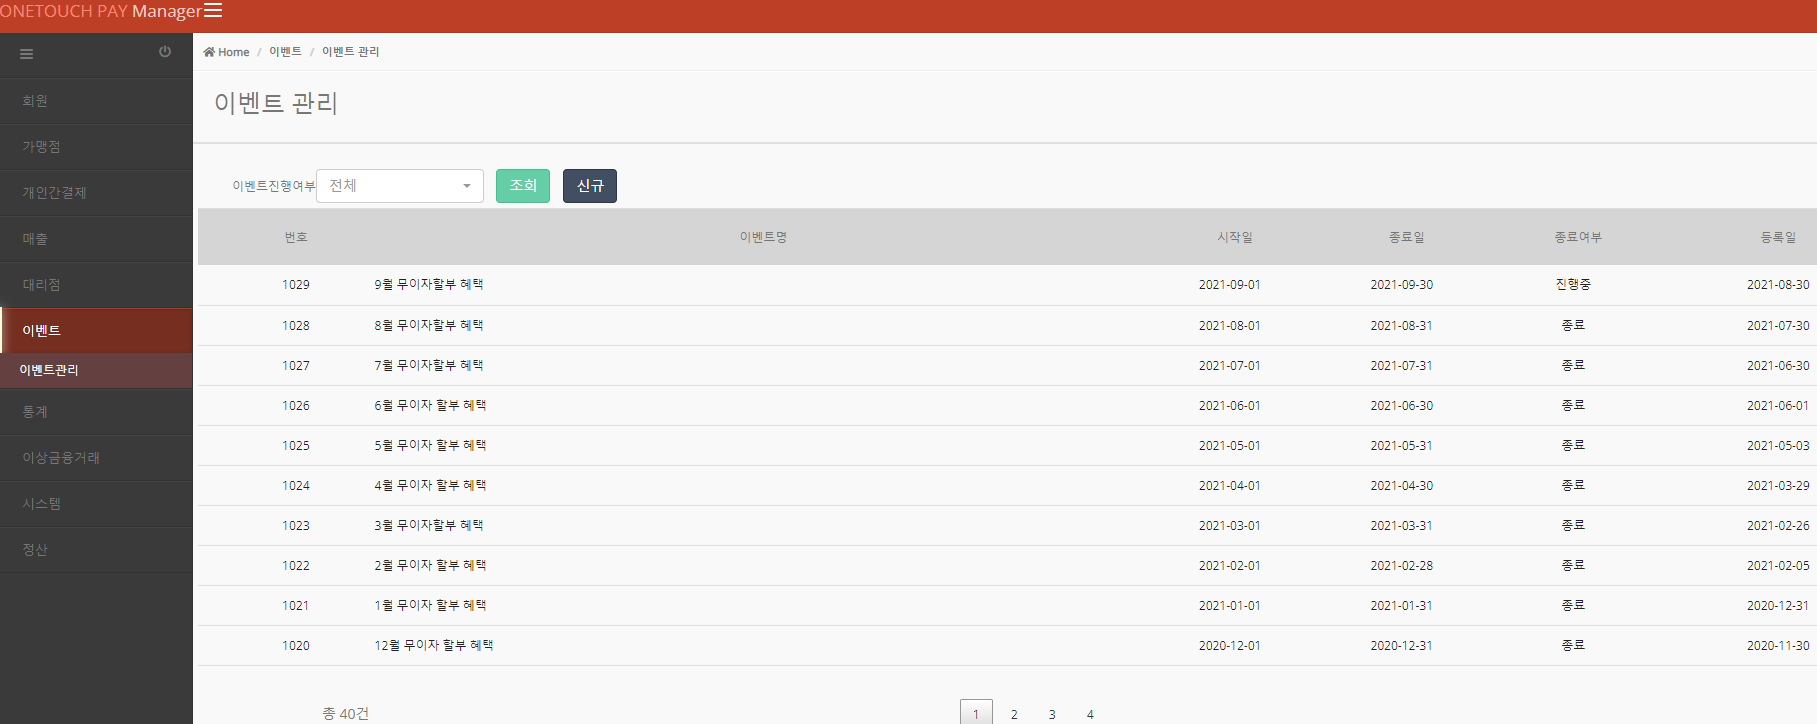 ONETOUCH PAY Manager
Home / 이벤트 / 이벤트 관리
이벤트 관리
회원
가맹점
개인간결제
매출
대리점
이벤트
이벤트관리
통계
이상금융거래
시스템
정산
이벤트진행여부 전체 조회 신규
번호 이벤트명 시작일 종료일 종료여부 등록일
1029 9월 무이자할부 혜택 2021-09-01 2021-09-30 진행중 2021-08-30
1028 8월 무이자할부 혜택 2021-08-01 2021-08-31 종료 2021-07-30
1027 7월 무이자할부 혜택 2021-07-01 2021-07-31 종료 2021-06-30
1026 6월 무이자 할부 혜택 2021-06-01 2021-06-30 종료 2021-06-01
1025 5월 무이자 할부 혜택 2021-05-01 2021-05-31 종료 2021-05-03
1024 4월 무이자 할부 혜택 2021-04-01 2021-04-30 종료 2021-03-29
1023 3월 무이자할부 혜택 2021-03-01 2021-03-31 종료 2021-02-26
1022 2월 무이자 할부 혜택 2021-02-01 2021-02-28 종료 2021-02-05
1021 1월 무이자 할부 혜택 2021-01-01 2021-01-31 종료 2020-12-31
1020 12월 무이자 할부 혜택 2020-12-01 2020-12-31 종료 2020-11-30
총 40건 1 2 3 4